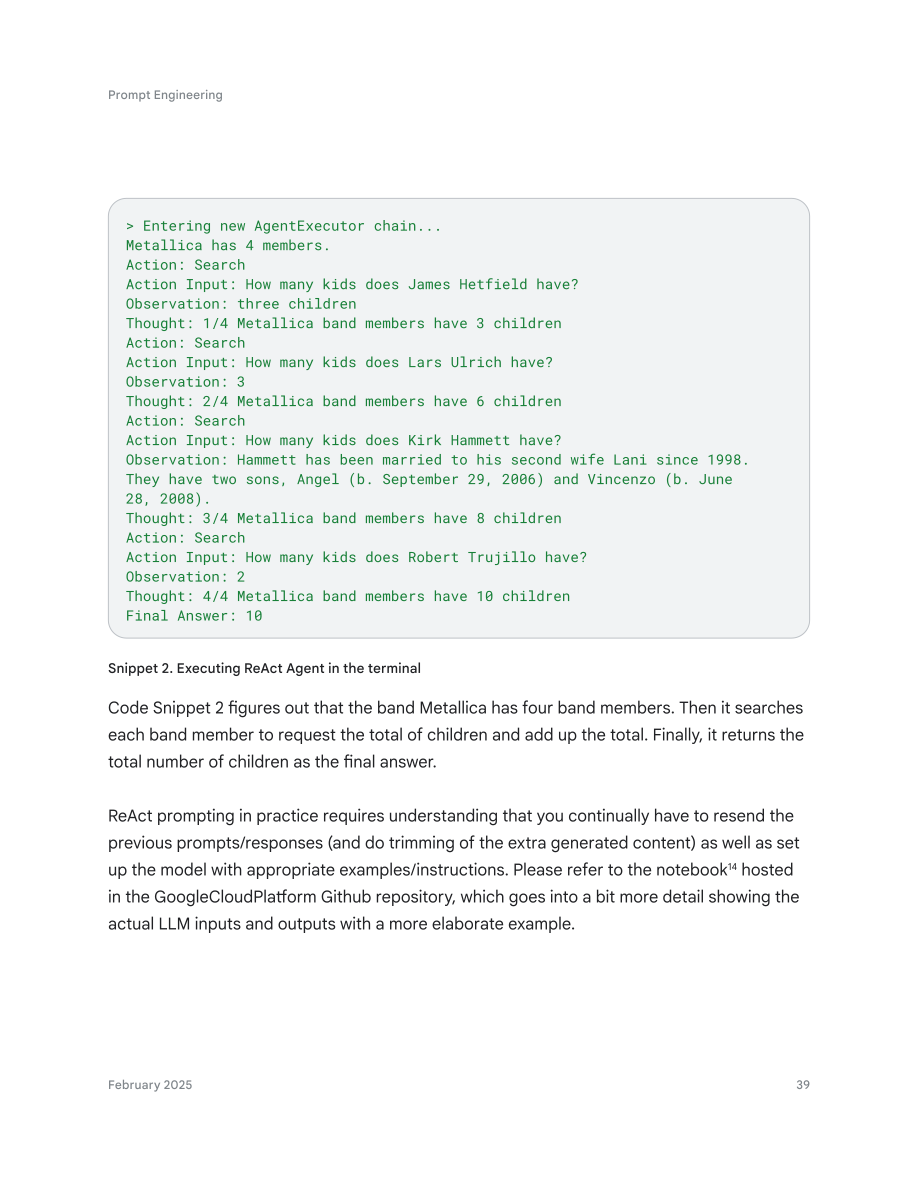 Prompt Engineering
> Entering new AgentExecutor chain...
Metallica has 4 members.
Action: Search
Action Input: How many kids does James Hetfield have?
Observation: three children
Thought: 1/4 Metallica band members have 3 children
Action: Search
Action Input: How many kids does Lars Ulrich have?
Observation: 3
Thought: 2/4 Metallica band members have 6 children
Action: Search
Action Input: How many kids does Kirk Hammett have?
Observation: Hammett has been married to his second wife Lani since 1998.
They have two sons, Angel (b. September 29, 2006) and Vincenzo (b. June
28, 2008).
Thought: 3/4 Metallica band members have 8 children
Action: Search
Action Input: How many kids does Robert Trujillo have?
Observation: 2
Thought: 4/4 Metallica band members have 10 children
Final Answer: 10
Snippet 2. Executing ReAct Agent in the terminal
Code Snippet 2 figures out that the band Metallica has four band members. Then it searches
each band member to request the total of children and add up the total. Finally, it returns the
total number of children as the final answer.
ReAct prompting in practice requires understanding that you continually have to resend the
previous prompts/responses (and do trimming of the extra generated content) as well as set
up the model with appropriate examples/instructions. Please refer to the notebook¹⁴ hosted
in the GoogleCloudPlatform Github repository, which goes into a bit more detail showing the
actual LLM inputs and outputs with a more elaborate example.
February 2025
39